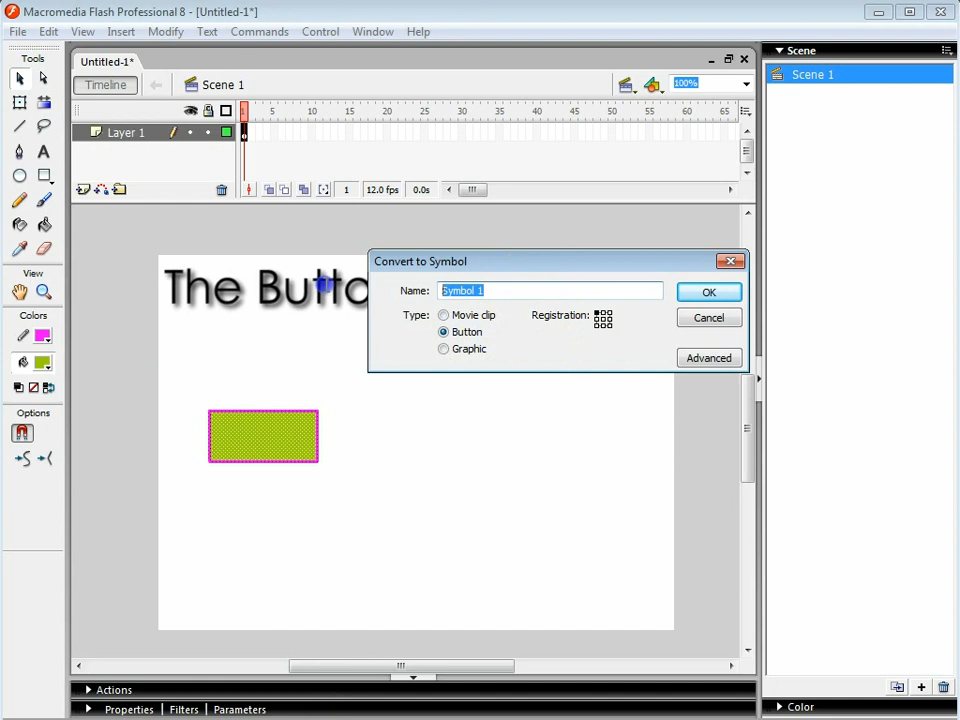 Macromedia Flash Professional 8 - [Untitled-1*]
File Edit View Insert Modify Text Commands Control Window Help
Tools
Untitled-1*
Scene
Timeline
Scene 1
100%
Scene 1
1 5 10 15 20 25 30 35 40 45 50 55 60 65
Layer 1
1 12.0 fps 0.0s
View
Colors
Options
The Butto
Convert to Symbol
Name: Symbol 1
OK
Type: Movie clip
Registration:
Button
Graphic
Cancel
Advanced
Actions
Properties Filters Parameters
Color